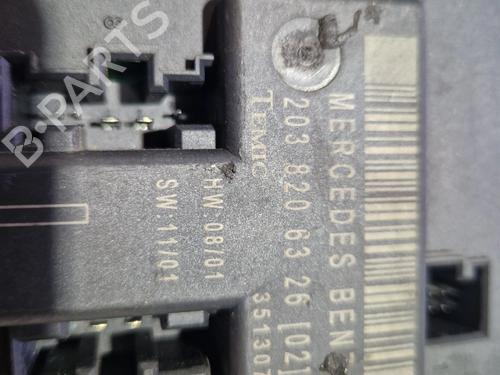 MERCEDES BEN
203 820 63 26 [02]
TEMIC
351307
HW: 08/01
SW: 11/01
B-PARTS